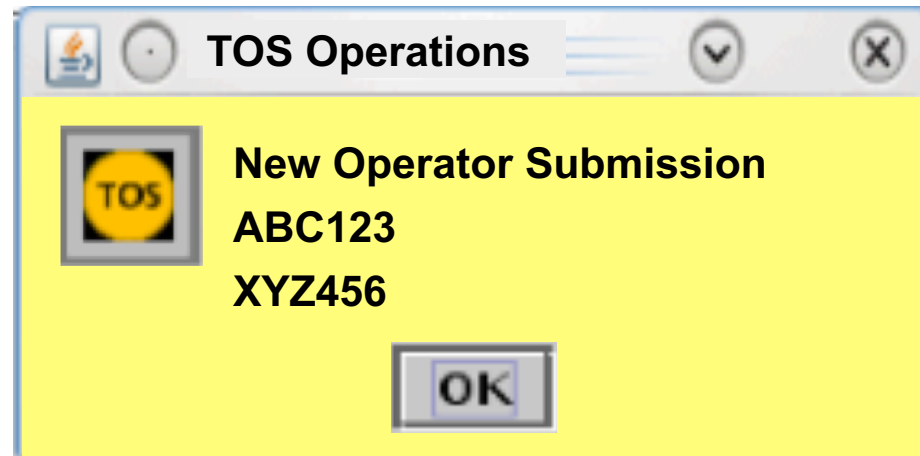 TOS Operations
TOS
New Operator Submission
ABC123
XYZ456
OK